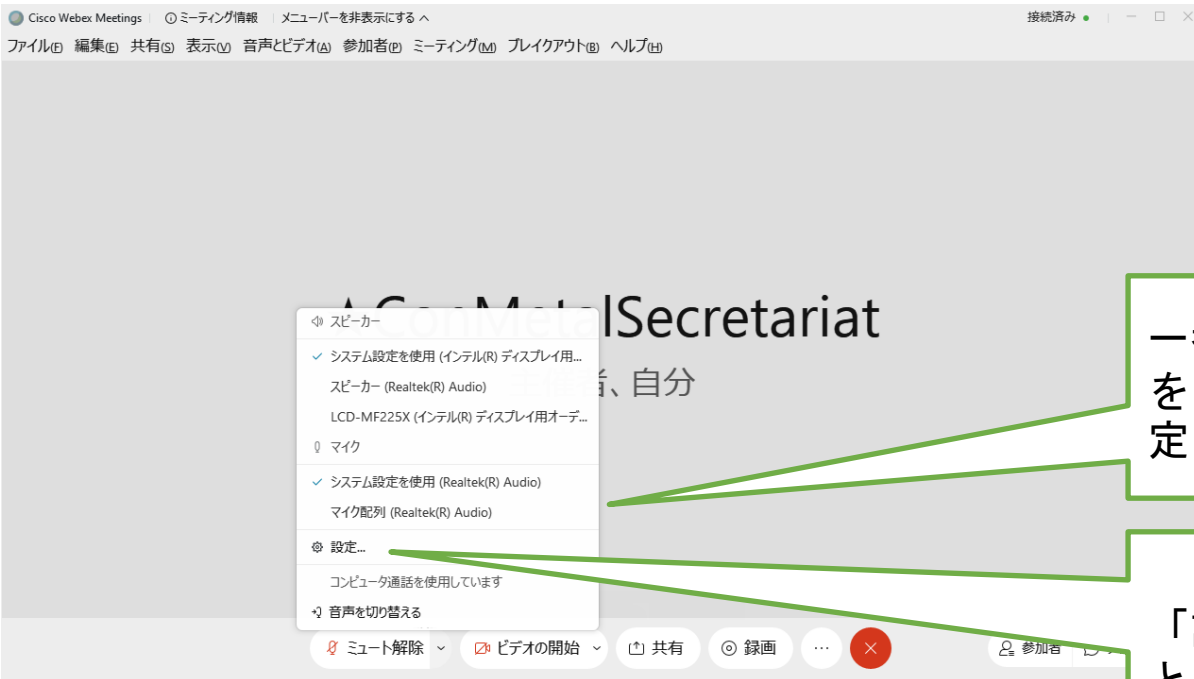 Cisco Webex Meetings ミーティング情報 メニューバーを非表示にする 接続済み
ファイル(F) 編集(E) 共有(S) 表示(V) 音声とビデオ(A) 参加者(P) ミーティング(M) ブレイクアウト(B) ヘルプ(H)
ConMetalSecretariat
主催者、自分
スピーカー
システム設定を使用 (インテル(R) ディスプレイ用...
スピーカー (Realtek(R) Audio)
LCD-MF225X (インテル(R) ディスプレイ用オーデ...
マイク
システム設定を使用 (Realtek(R) Audio)
マイク配列 (Realtek(R) Audio)
設定...
コンピュータ通話を使用しています
音声を切り替える
ミュート解除 ビデオの開始 共有 録画 ... 参加者
一
を
定
「
と